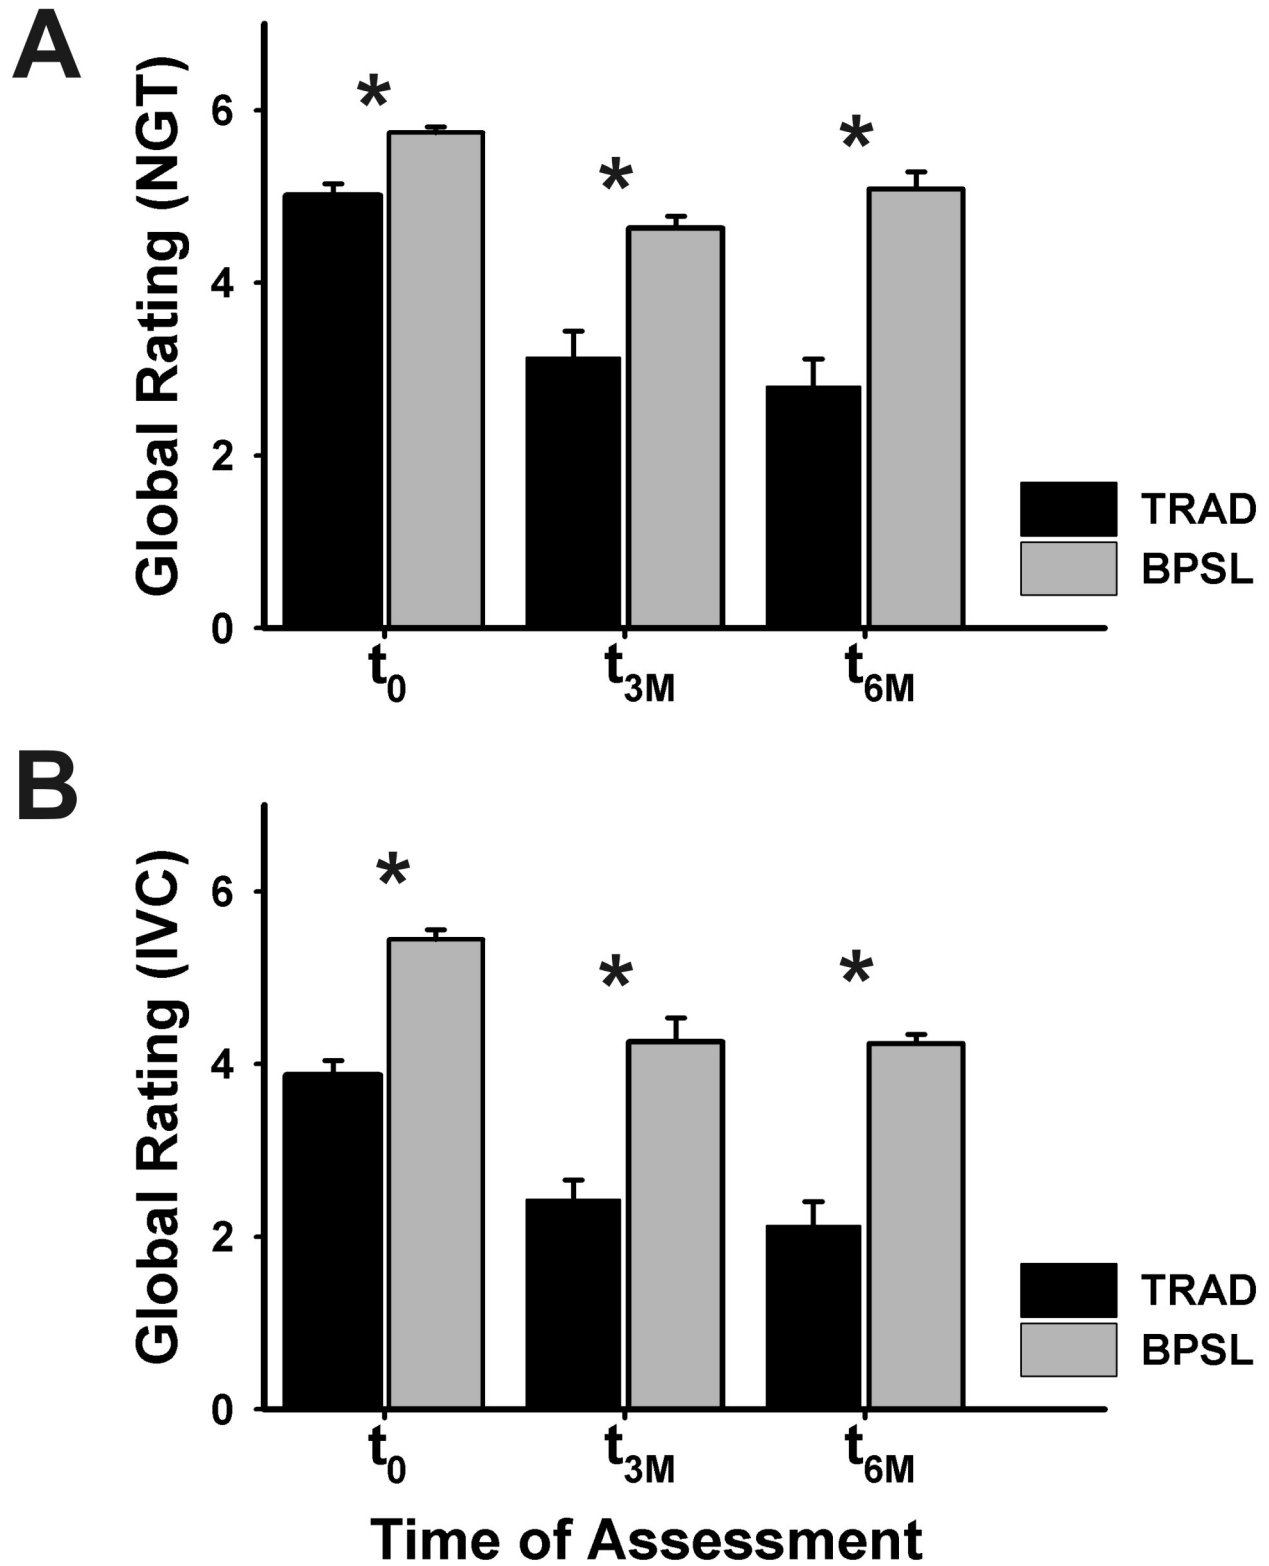 A
Global Rating (NGT)
6
4
2
0
*
*
*
t0
t3M
t6M
TRAD
BPSL
B
Global Rating (IVC)
6
4
2
0
*
*
*
t0
t3M
t6M
TRAD
BPSL
Time of Assessment